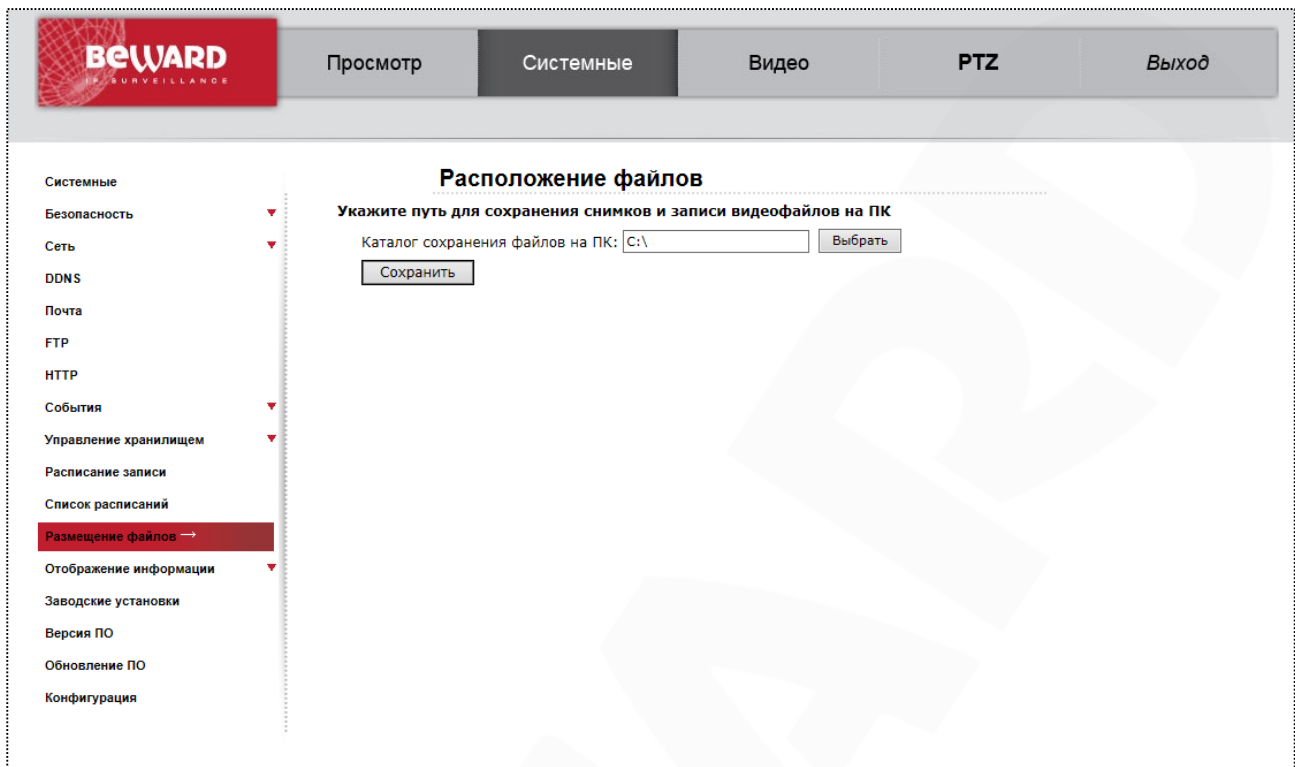 BEWARD
IP SURVEILLANCE
Просмотр
Системные
Видео
PTZ
Выход
Системные
Безопасность
Сеть
DDNS
Почта
FTP
HTTP
События
Управление хранилищем
Расписание записи
Список расписаний
Размещение файлов →
Отображение информации
Заводские установки
Версия ПО
Обновление ПО
Конфигурация
Расположение файлов
Укажите путь для сохранения снимков и записи видеофайлов на ПК
Каталог сохранения файлов на ПК: C:\ Выбрать
Сохранить